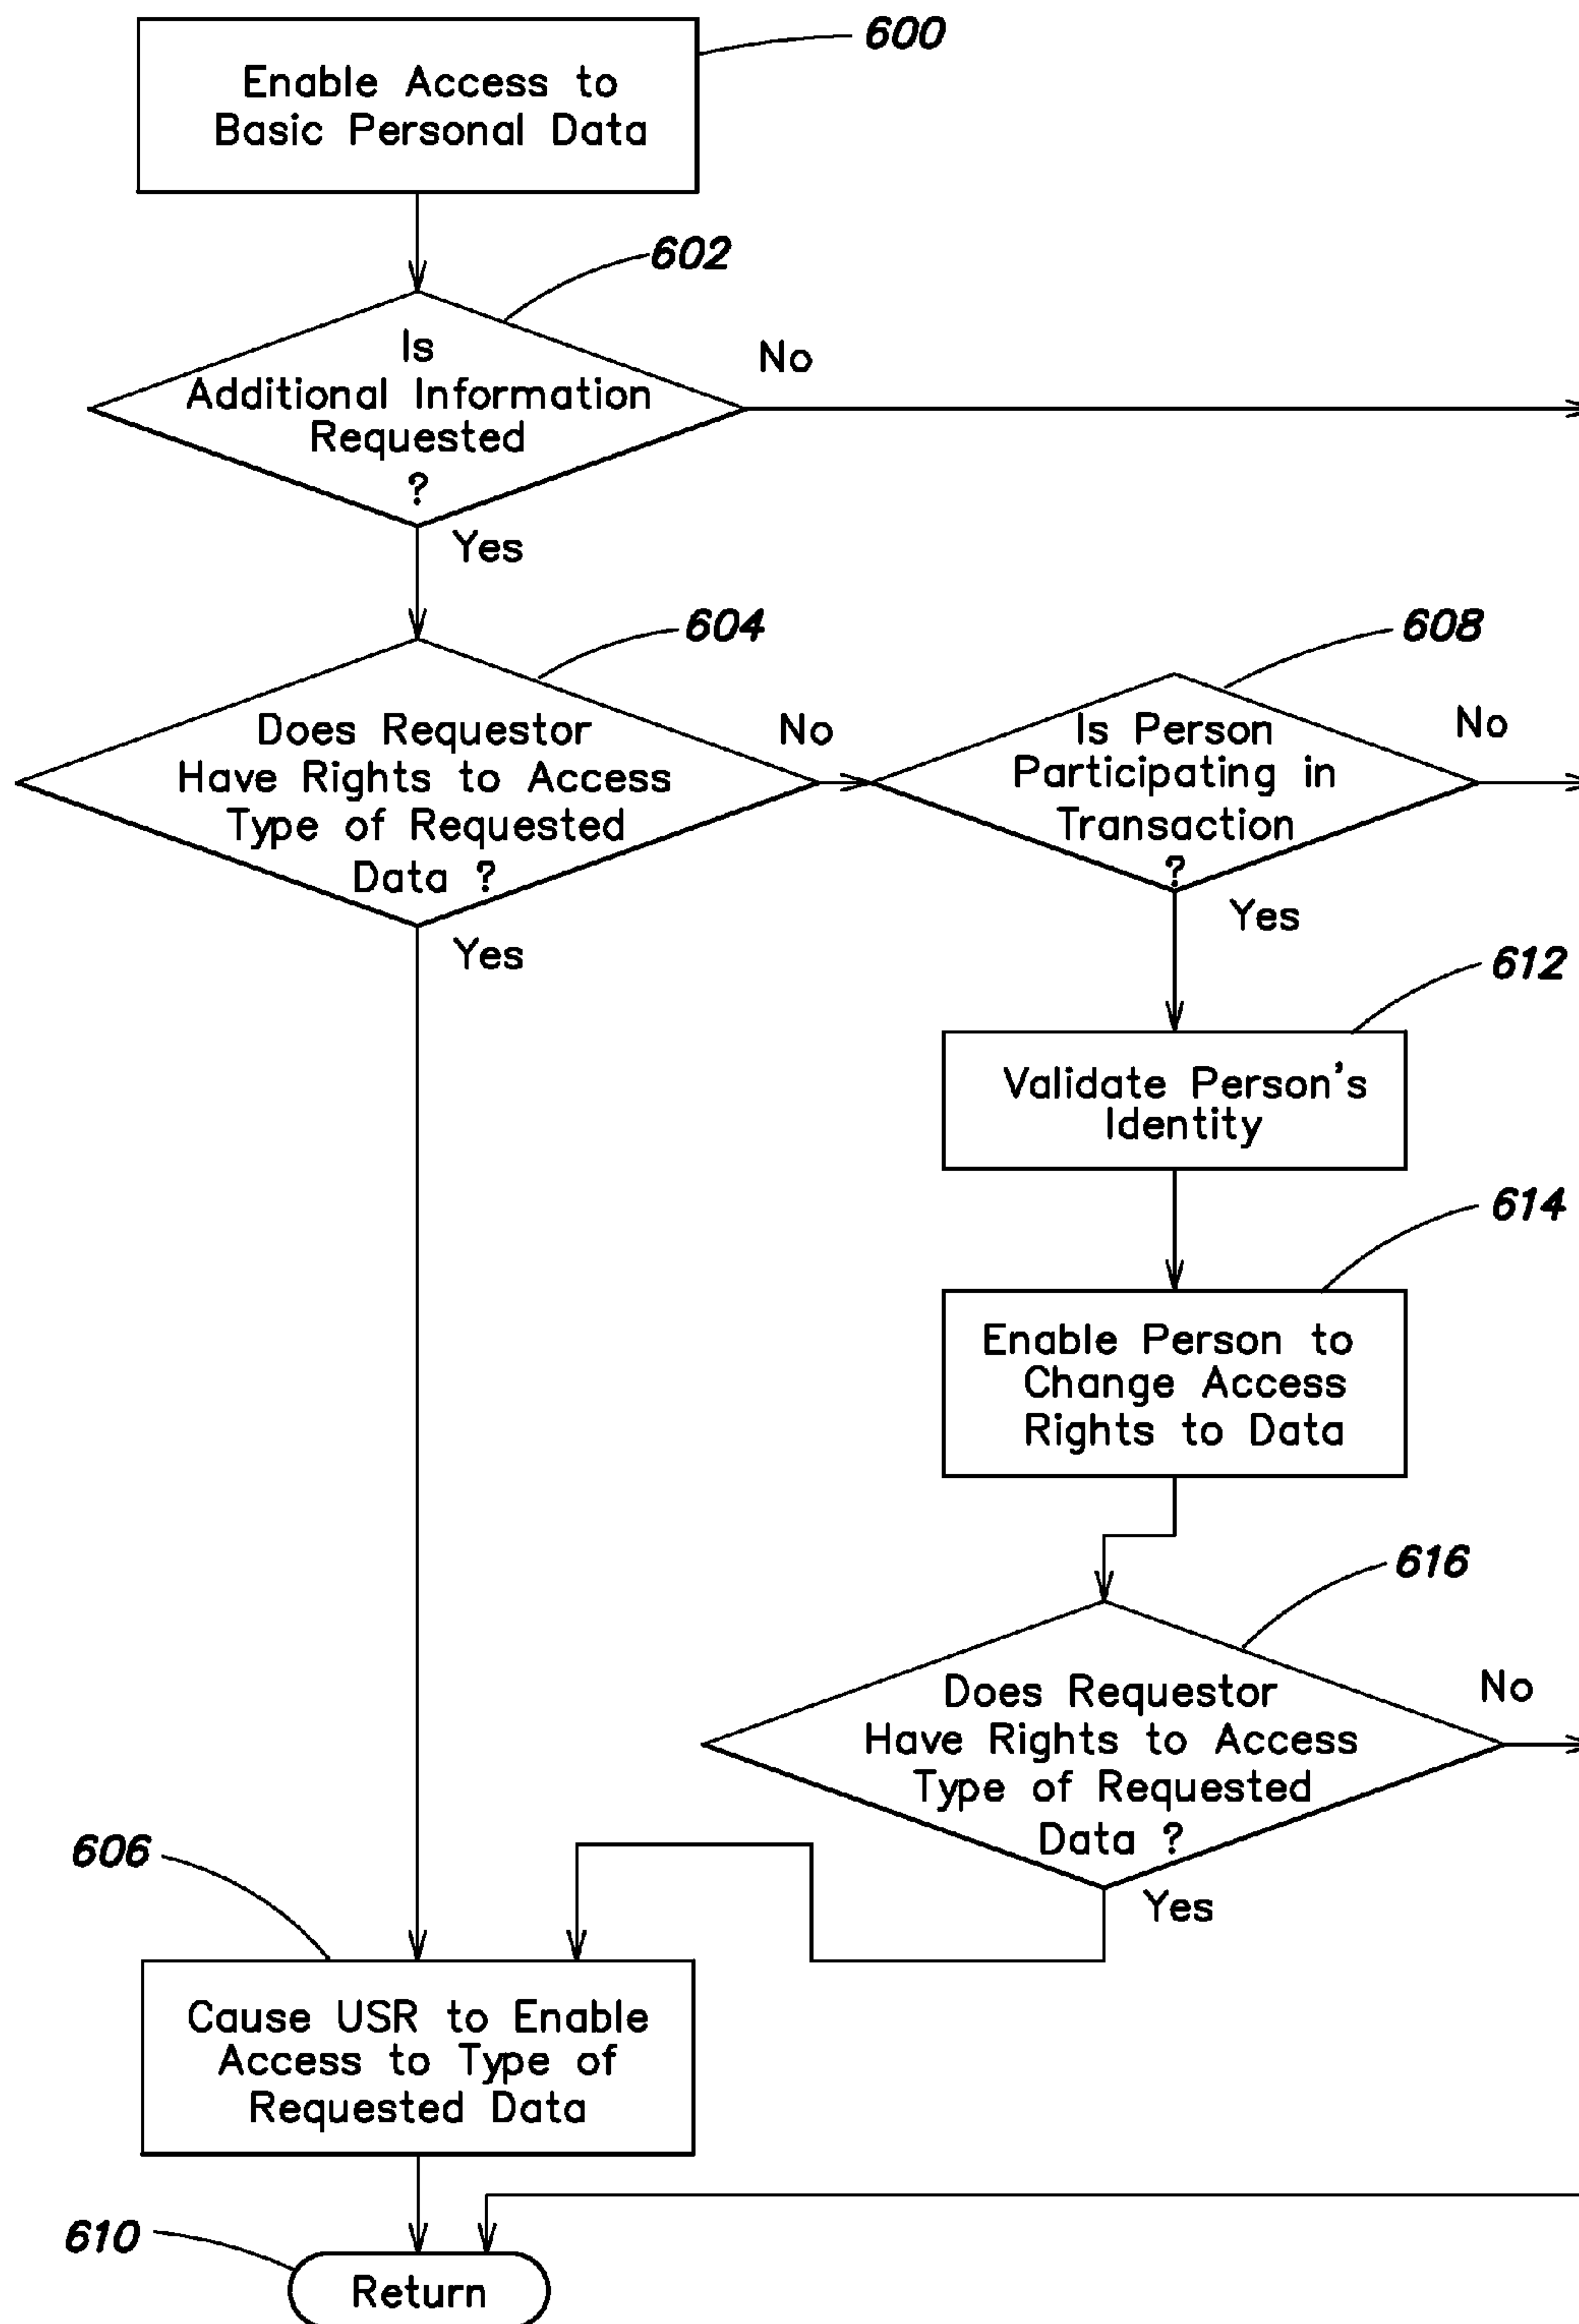 600
Enable Access to
Basic Personal Data
602
Is
Additional Information
Requested
?
No
Yes
604
Does Requestor
Have Rights to Access
Type of Requested
Data ?
No
Yes
608
Is Person
Participating in
Transaction
?
No
Yes
612
Validate Person's
Identity
614
Enable Person to
Change Access
Rights to Data
616
Does Requestor
Have Rights to Access
Type of Requested
Data ?
No
Yes
606
Cause USR to Enable
Access to Type of
Requested Data
610
Return